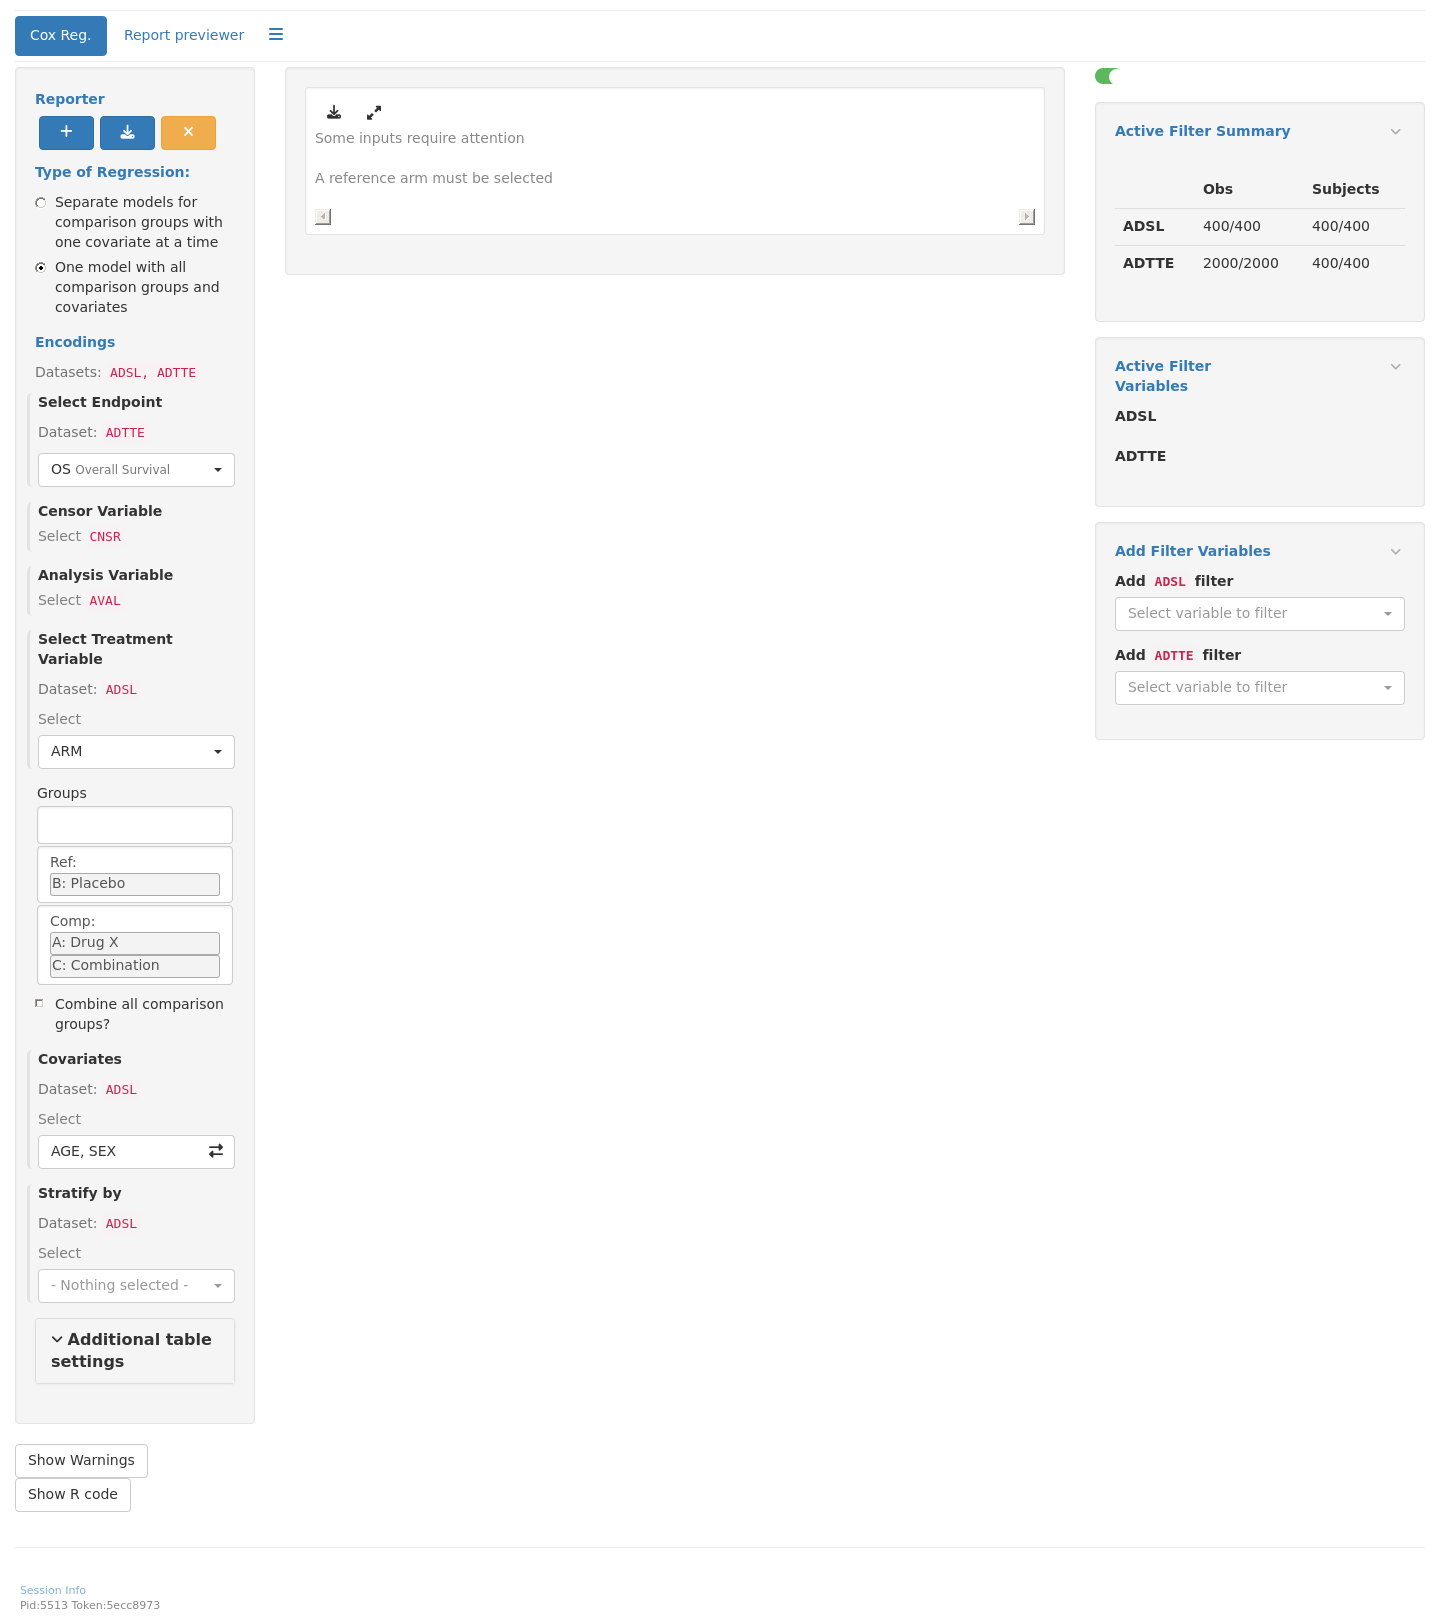 Cox Reg.
Report previewer
Reporter
Type of Regression:
Separate models for
comparison groups with
one covariate at a time
One model with all
comparison groups and
covariates
Encodings
Datasets: ADSL, ADTTE
Select Endpoint
Dataset: ADTTE
OS Overall Survival
Censor Variable
Select CNSR
Analysis Variable
Select AVAL
Select Treatment
Variable
Dataset: ADSL
Select
ARM
Groups
Ref:
B: Placebo
Comp:
A: Drug X
C: Combination
Combine all comparison
groups?
Covariates
Dataset: ADSL
Select
AGE, SEX
Stratify by
Dataset: ADSL
Select
- Nothing selected -
Additional table
settings
Show Warnings
Show R code
Some inputs require attention
A reference arm must be selected
Active Filter Summary
Obs Subjects
ADSL 400/400 400/400
ADTTE 2000/2000 400/400
Active Filter
Variables
ADSL
ADTTE
Add Filter Variables
Add ADSL filter
Select variable to filter
Add ADTTE filter
Select variable to filter
Session Info
Pid:5513 Token:5ecc8973